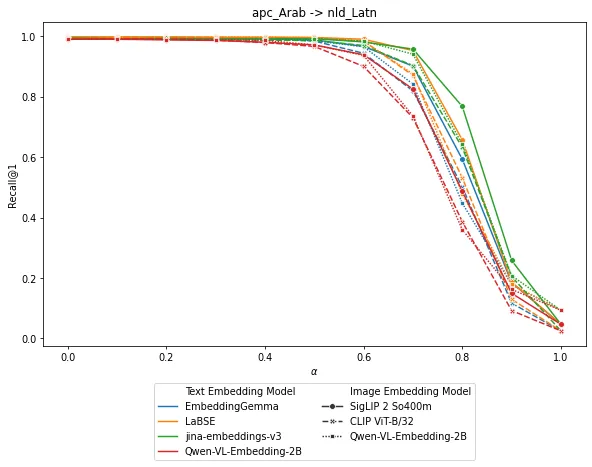 apc_Arab -> nld_Latn
Recall@1
1.0
0.8
0.6
0.4
0.2
0.0
0.0 0.2 0.4 0.6 0.8 1.0
α
Text Embedding Model
EmbeddingGemma
LaBSE
jina-embeddings-v3
Qwen-VL-Embedding-2B
Image Embedding Model
SigLIP 2 So400m
CLIP ViT-B/32
Qwen-VL-Embedding-2B